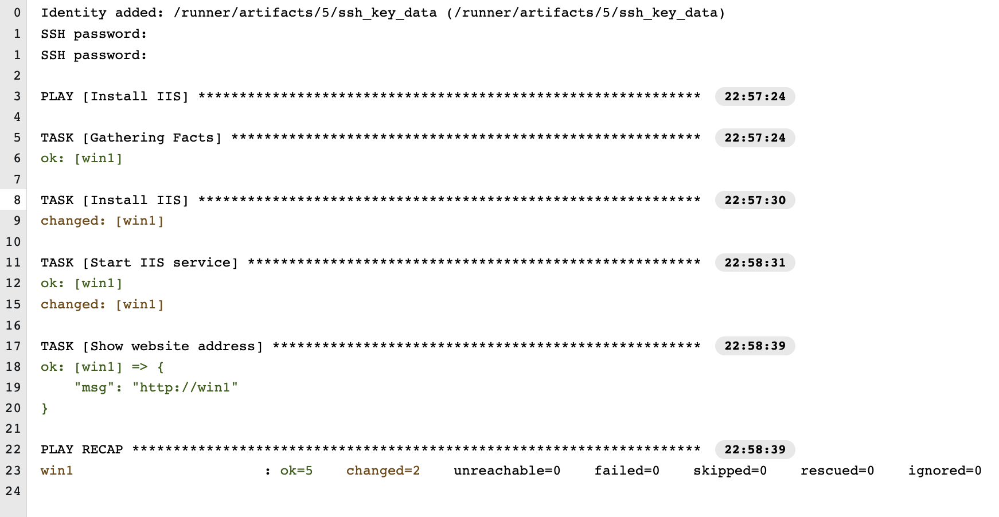 0 Identity added: /runner/artifacts/5/ssh_key_data (/runner/artifacts/5/ssh_key_data)
1 SSH password:
1 SSH password:
2
3 PLAY [Install IIS] ************************************************************* 22:57:24
4
5 TASK [Gathering Facts] ********************************************************* 22:57:24
6 ok: [win1]
7
8 TASK [Install IIS] ************************************************************* 22:57:30
9 changed: [win1]
10
11 TASK [Start IIS service] ******************************************************* 22:58:31
12 ok: [win1]
15 changed: [win1]
16
17 TASK [Show website address] **************************************************** 22:58:39
18 ok: [win1] => {
19     "msg": "http://win1"
20 }
21
22 PLAY RECAP ********************************************************************* 22:58:39
23 win1                       : ok=5    changed=2    unreachable=0    failed=0    skipped=0    rescued=0    ignored=0
24